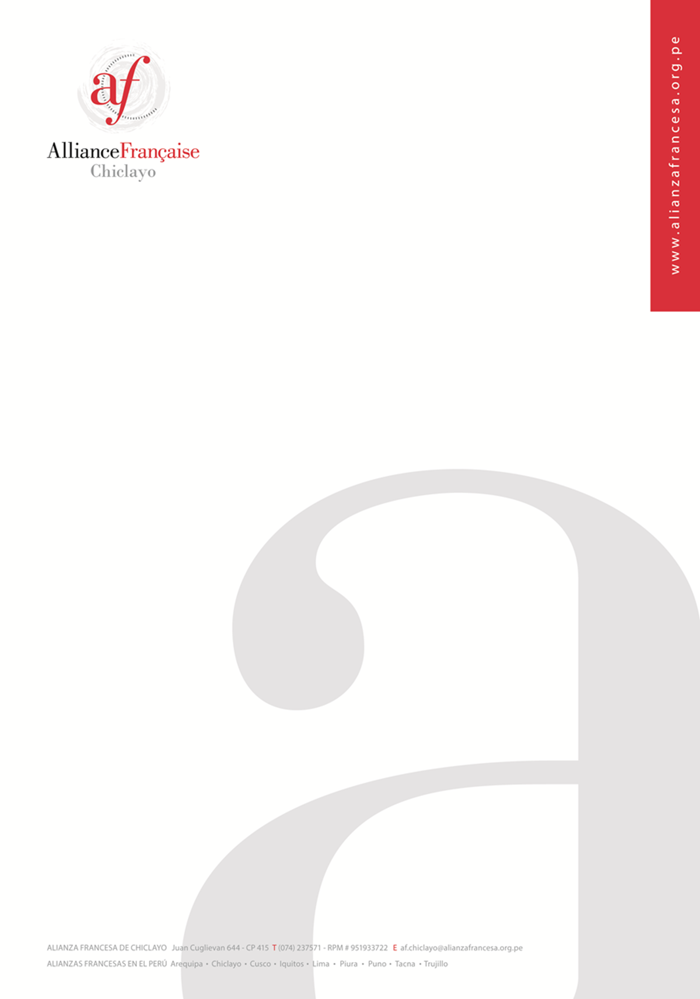 af
AllianceFrançaise
Chiclayo
www.alianzafrancesa.org.pe
a
ALIANZA FRANCESA DE CHICLAYO Juan Cuglievan 644 - CP 415 T (074) 237571 - RPM # 951933722 E af.chiclayo@alianzafrancesa.org.pe
ALIANZAS FRANCESAS EN EL PERÚ Arequipa • Chiclayo • Cusco • Iquitos • Lima • Piura • Puno • Tacna • Trujillo